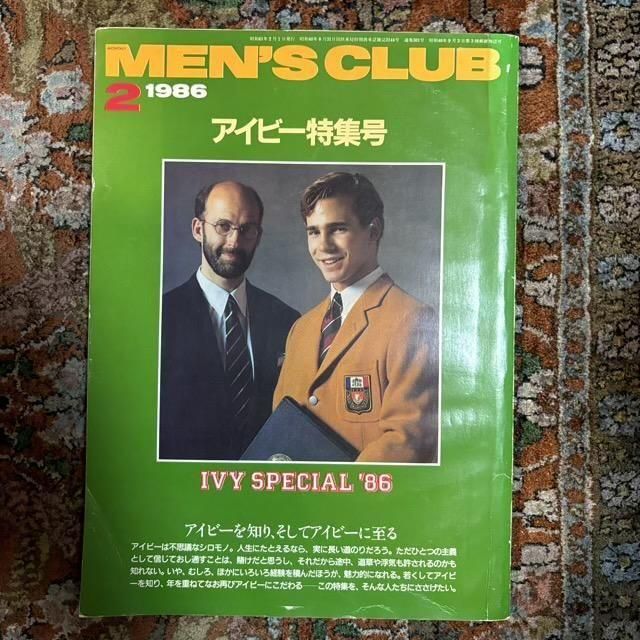 MONTHLY
MEN'S CLUB
2 1986
アイビー特集号
IVY SPECIAL '86
アイビーを知り、そしてアイビーに至る
アイビーは不思議なシロモノ。人生にたとえるなら、実に長い道のりだろう。ただひとつの主義
として信じておし通すことは、賭けだと思うし、それだから途中、道草や浮気も許されるのかも
知れない。いや、むしろ、ほかにいろいろ経験を積んだほうが、魅力的になれる。若くしてアイビ
ーを知り、年を重ねてなお再びアイビーにこだわる——この特集を、そんな人たちにささげたい。